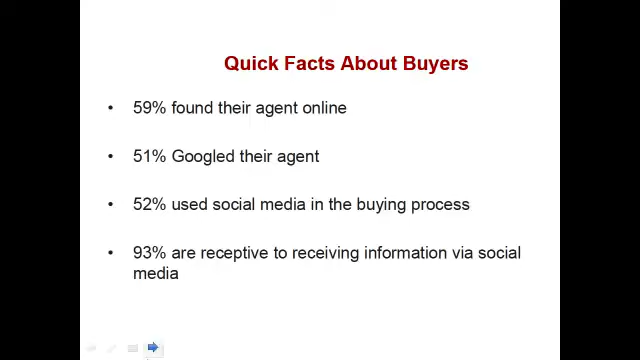 Quick Facts About Buyers
• 59% found their agent online
• 51% Googled their agent
• 52% used social media in the buying process
• 93% are receptive to receiving information via social
media